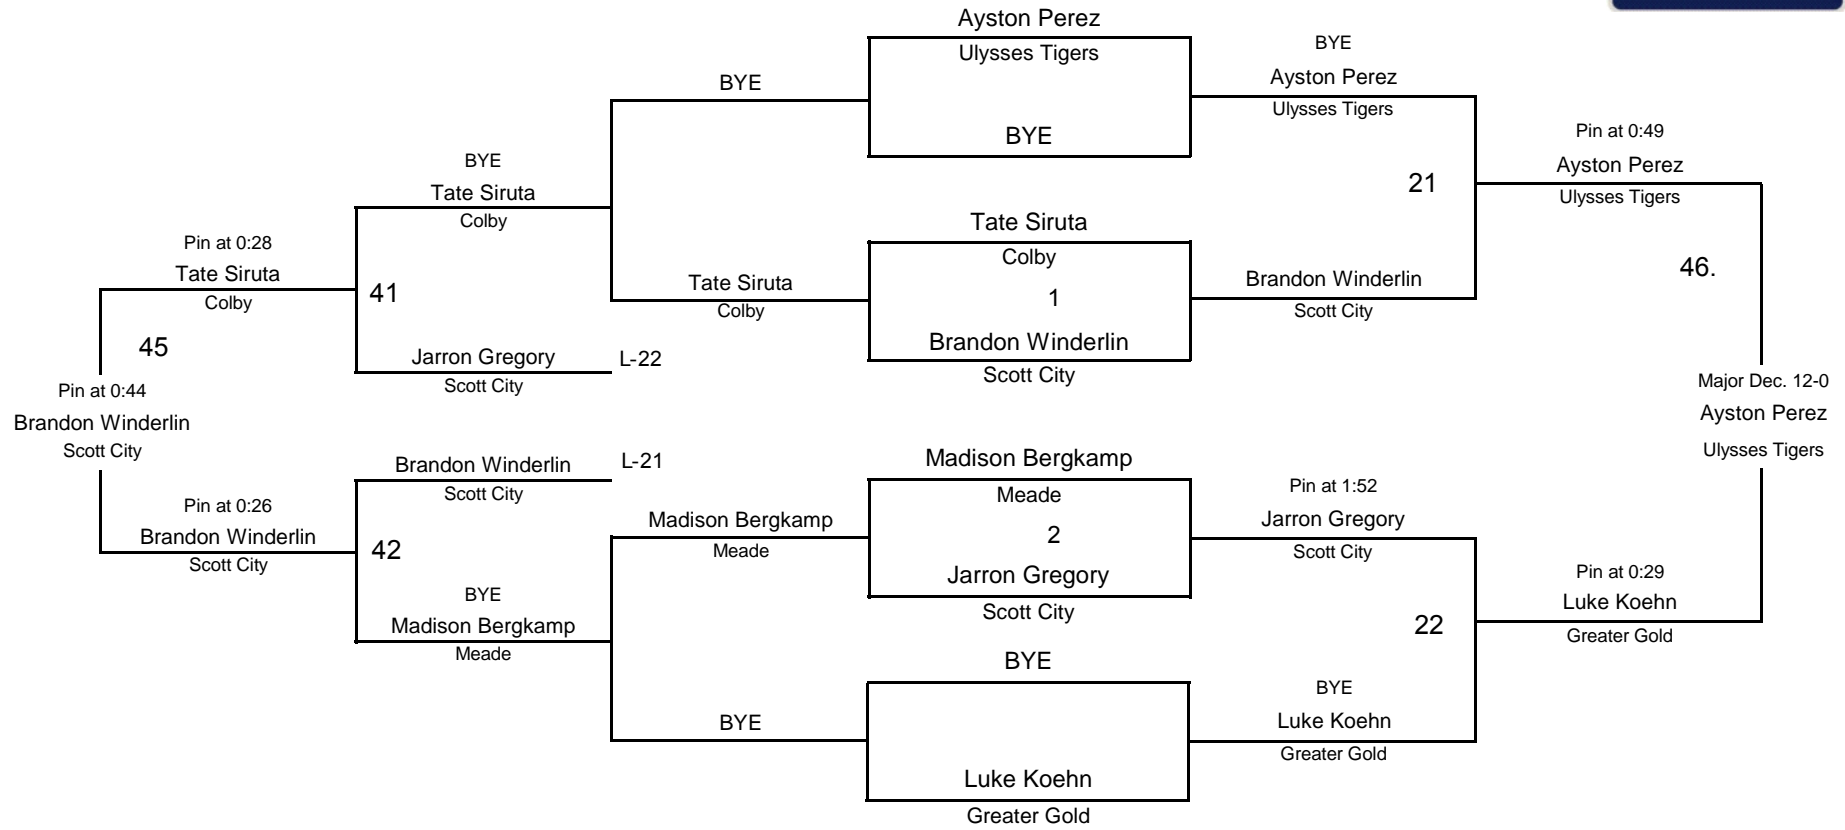 Ayston Perez
Ulysses Tigers
BYE
BYE
BYE
Ayston Perez
Ulysses Tigers
Pin at 0:49
Ayston Perez
Ulysses Tigers
BYE
Tate Siruta
Colby
21
Tate Siruta
Colby
1
Brandon Winderlin
Scott City
Pin at 0:28
Tate Siruta
Colby
41
Tate Siruta
Colby
Brandon Winderlin
Scott City
46.
45
Jarron Gregory
Scott City
L-22
Pin at 0:44
Brandon Winderlin
Scott City
Major Dec. 12-0
Ayston Perez
Ulysses Tigers
Brandon Winderlin
Scott City
L-21
Madison Bergkamp
Meade
2
Jarron Gregory
Scott City
Pin at 1:52
Jarron Gregory
Scott City
Pin at 0:26
Brandon Winderlin
Scott City
42
Madison Bergkamp
Meade
BYE
Madison Bergkamp
Meade
22
Pin at 0:29
Luke Koehn
Greater Gold
BYE
BYE
Luke Koehn
Greater Gold
BYE
Luke Koehn
Greater Gold